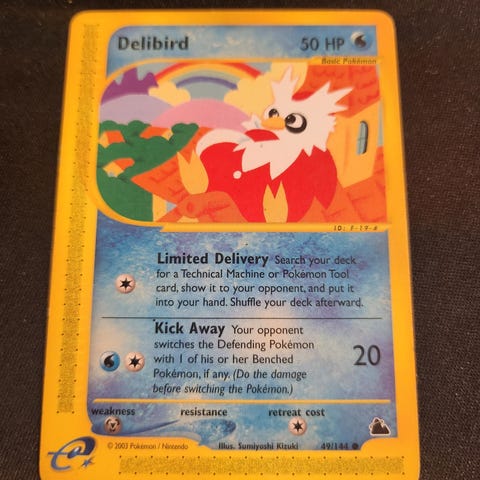 Delibird 50 HP
Basic Pokémon
ID: F-19-#
Limited Delivery Search your deck
for a Technical Machine or Pokémon Tool
card, show it to your opponent, and put it
into your hand. Shuffle your deck afterward.
Kick Away Your opponent
switches the Defending Pokémon
with 1 of his or her Benched
Pokémon, if any. (Do the damage
before switching the Pokémon.)
20
weakness resistance retreat cost
© 2003 Pokémon / Nintendo Illus. Sumiyoshi Kizuki 49/144
e